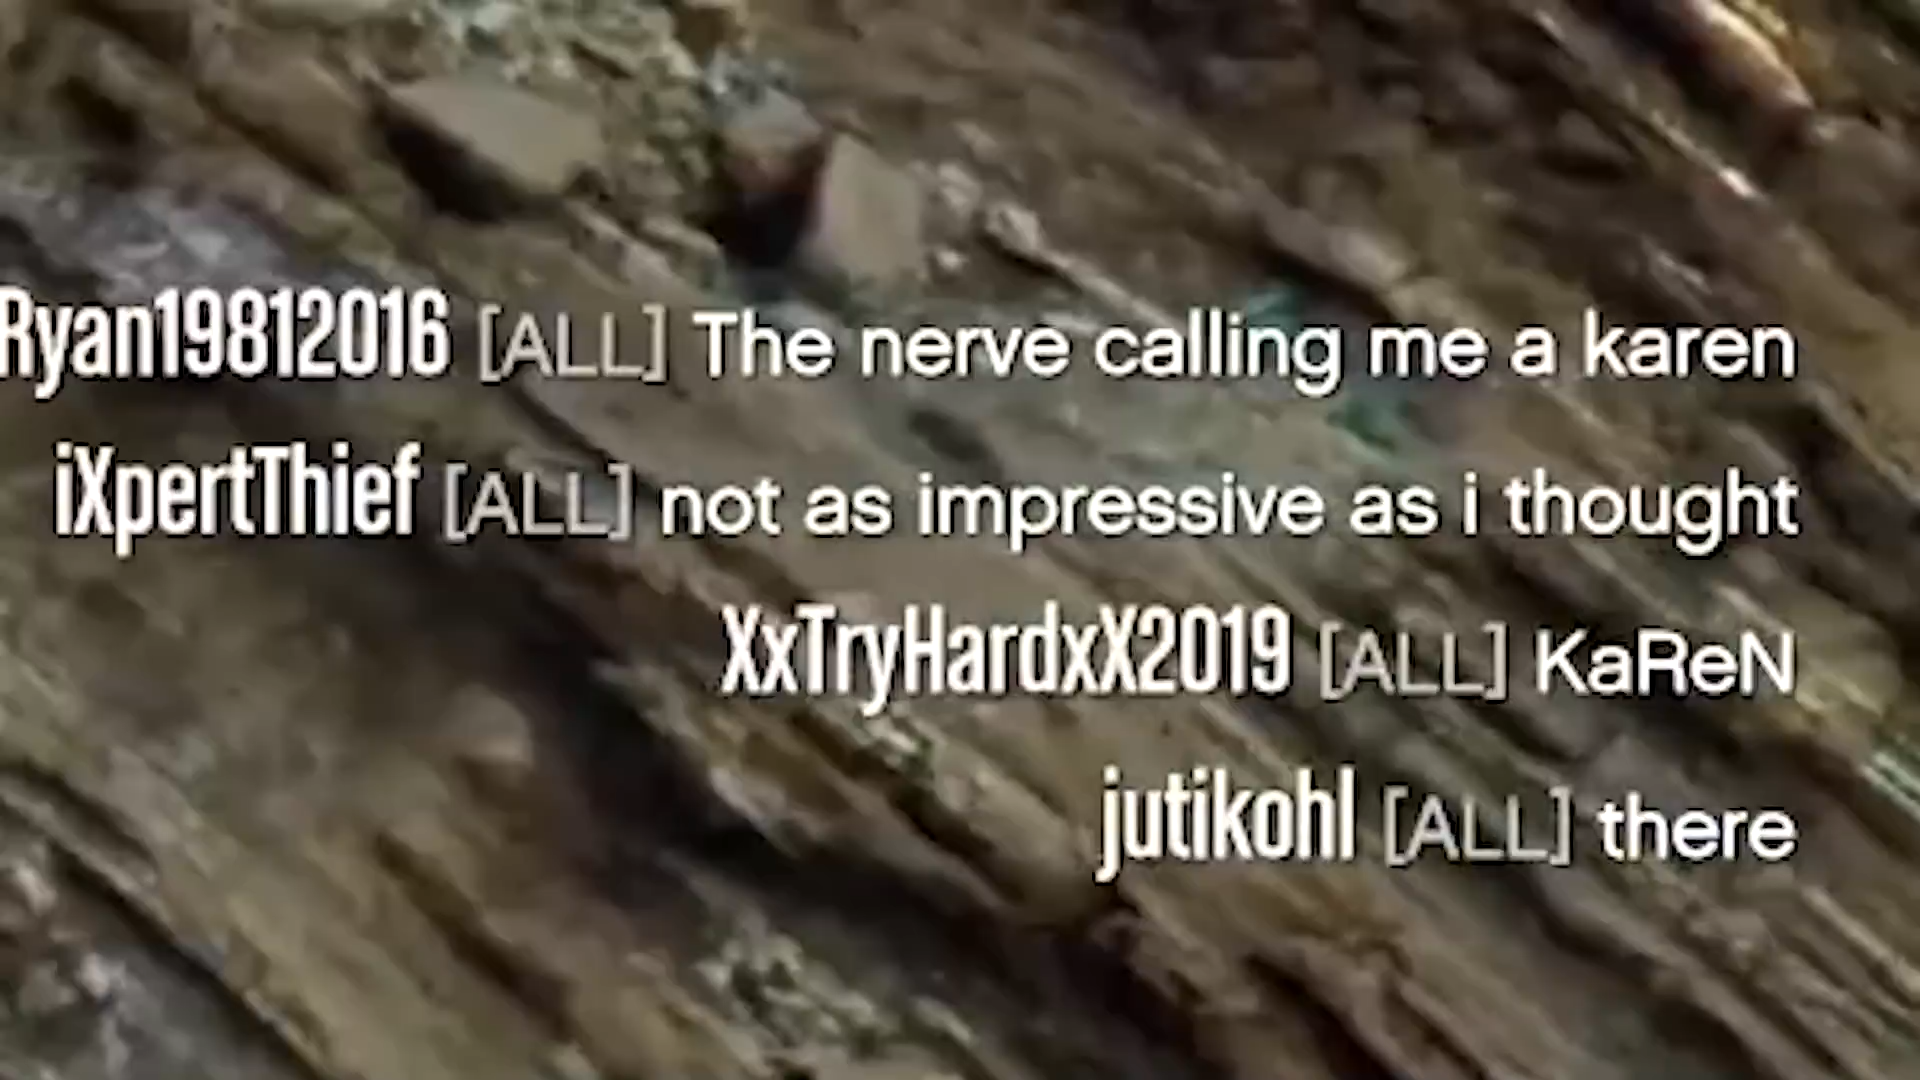 Ryan19812016 [ALL] The nerve calling me a karen
iXpertThief [ALL] not as impressive as i thought
XxTryHardxX2019 [ALL] KaReN
jutikohl [ALL] there